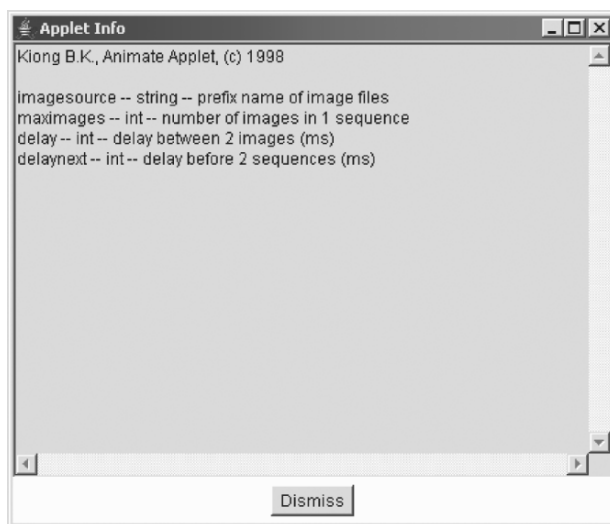 Applet Info
Kiong B.K., Animate Applet, (c) 1998
imagesource -- string -- prefix name of image files
maximages -- int -- number of images in 1 sequence
delay -- int -- delay between 2 images (ms)
delaynext -- int -- delay before 2 sequences (ms)
Dismiss